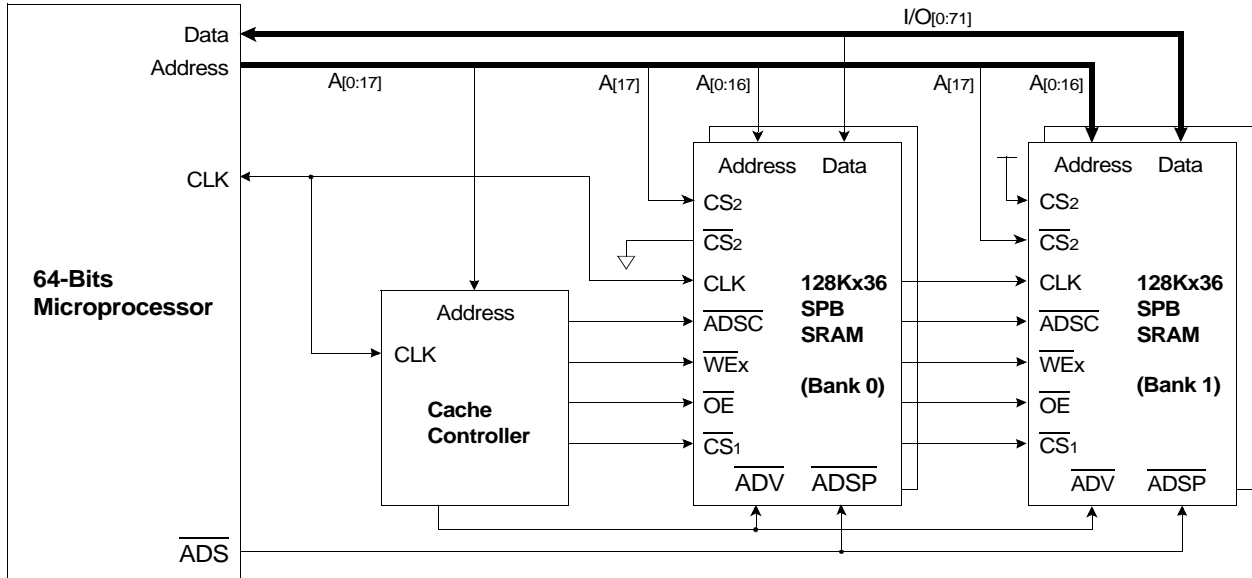 I/O[0:71]
Data
Address
A[0:17]
A[17]
A[0:16]
A[17]
A[0:16]
CLK
64-Bits
Microprocessor
ADS
Address
CLK
Cache
Controller
Address Data
CS2
CS2
CLK
ADSC
WEx
OE
CS1
128Kx36
SPB
SRAM
(Bank 0)
ADV ADSP
Address Data
CS2
CS2
CLK
ADSC
WEx
OE
CS1
128Kx36
SPB
SRAM
(Bank 1)
ADV ADSP